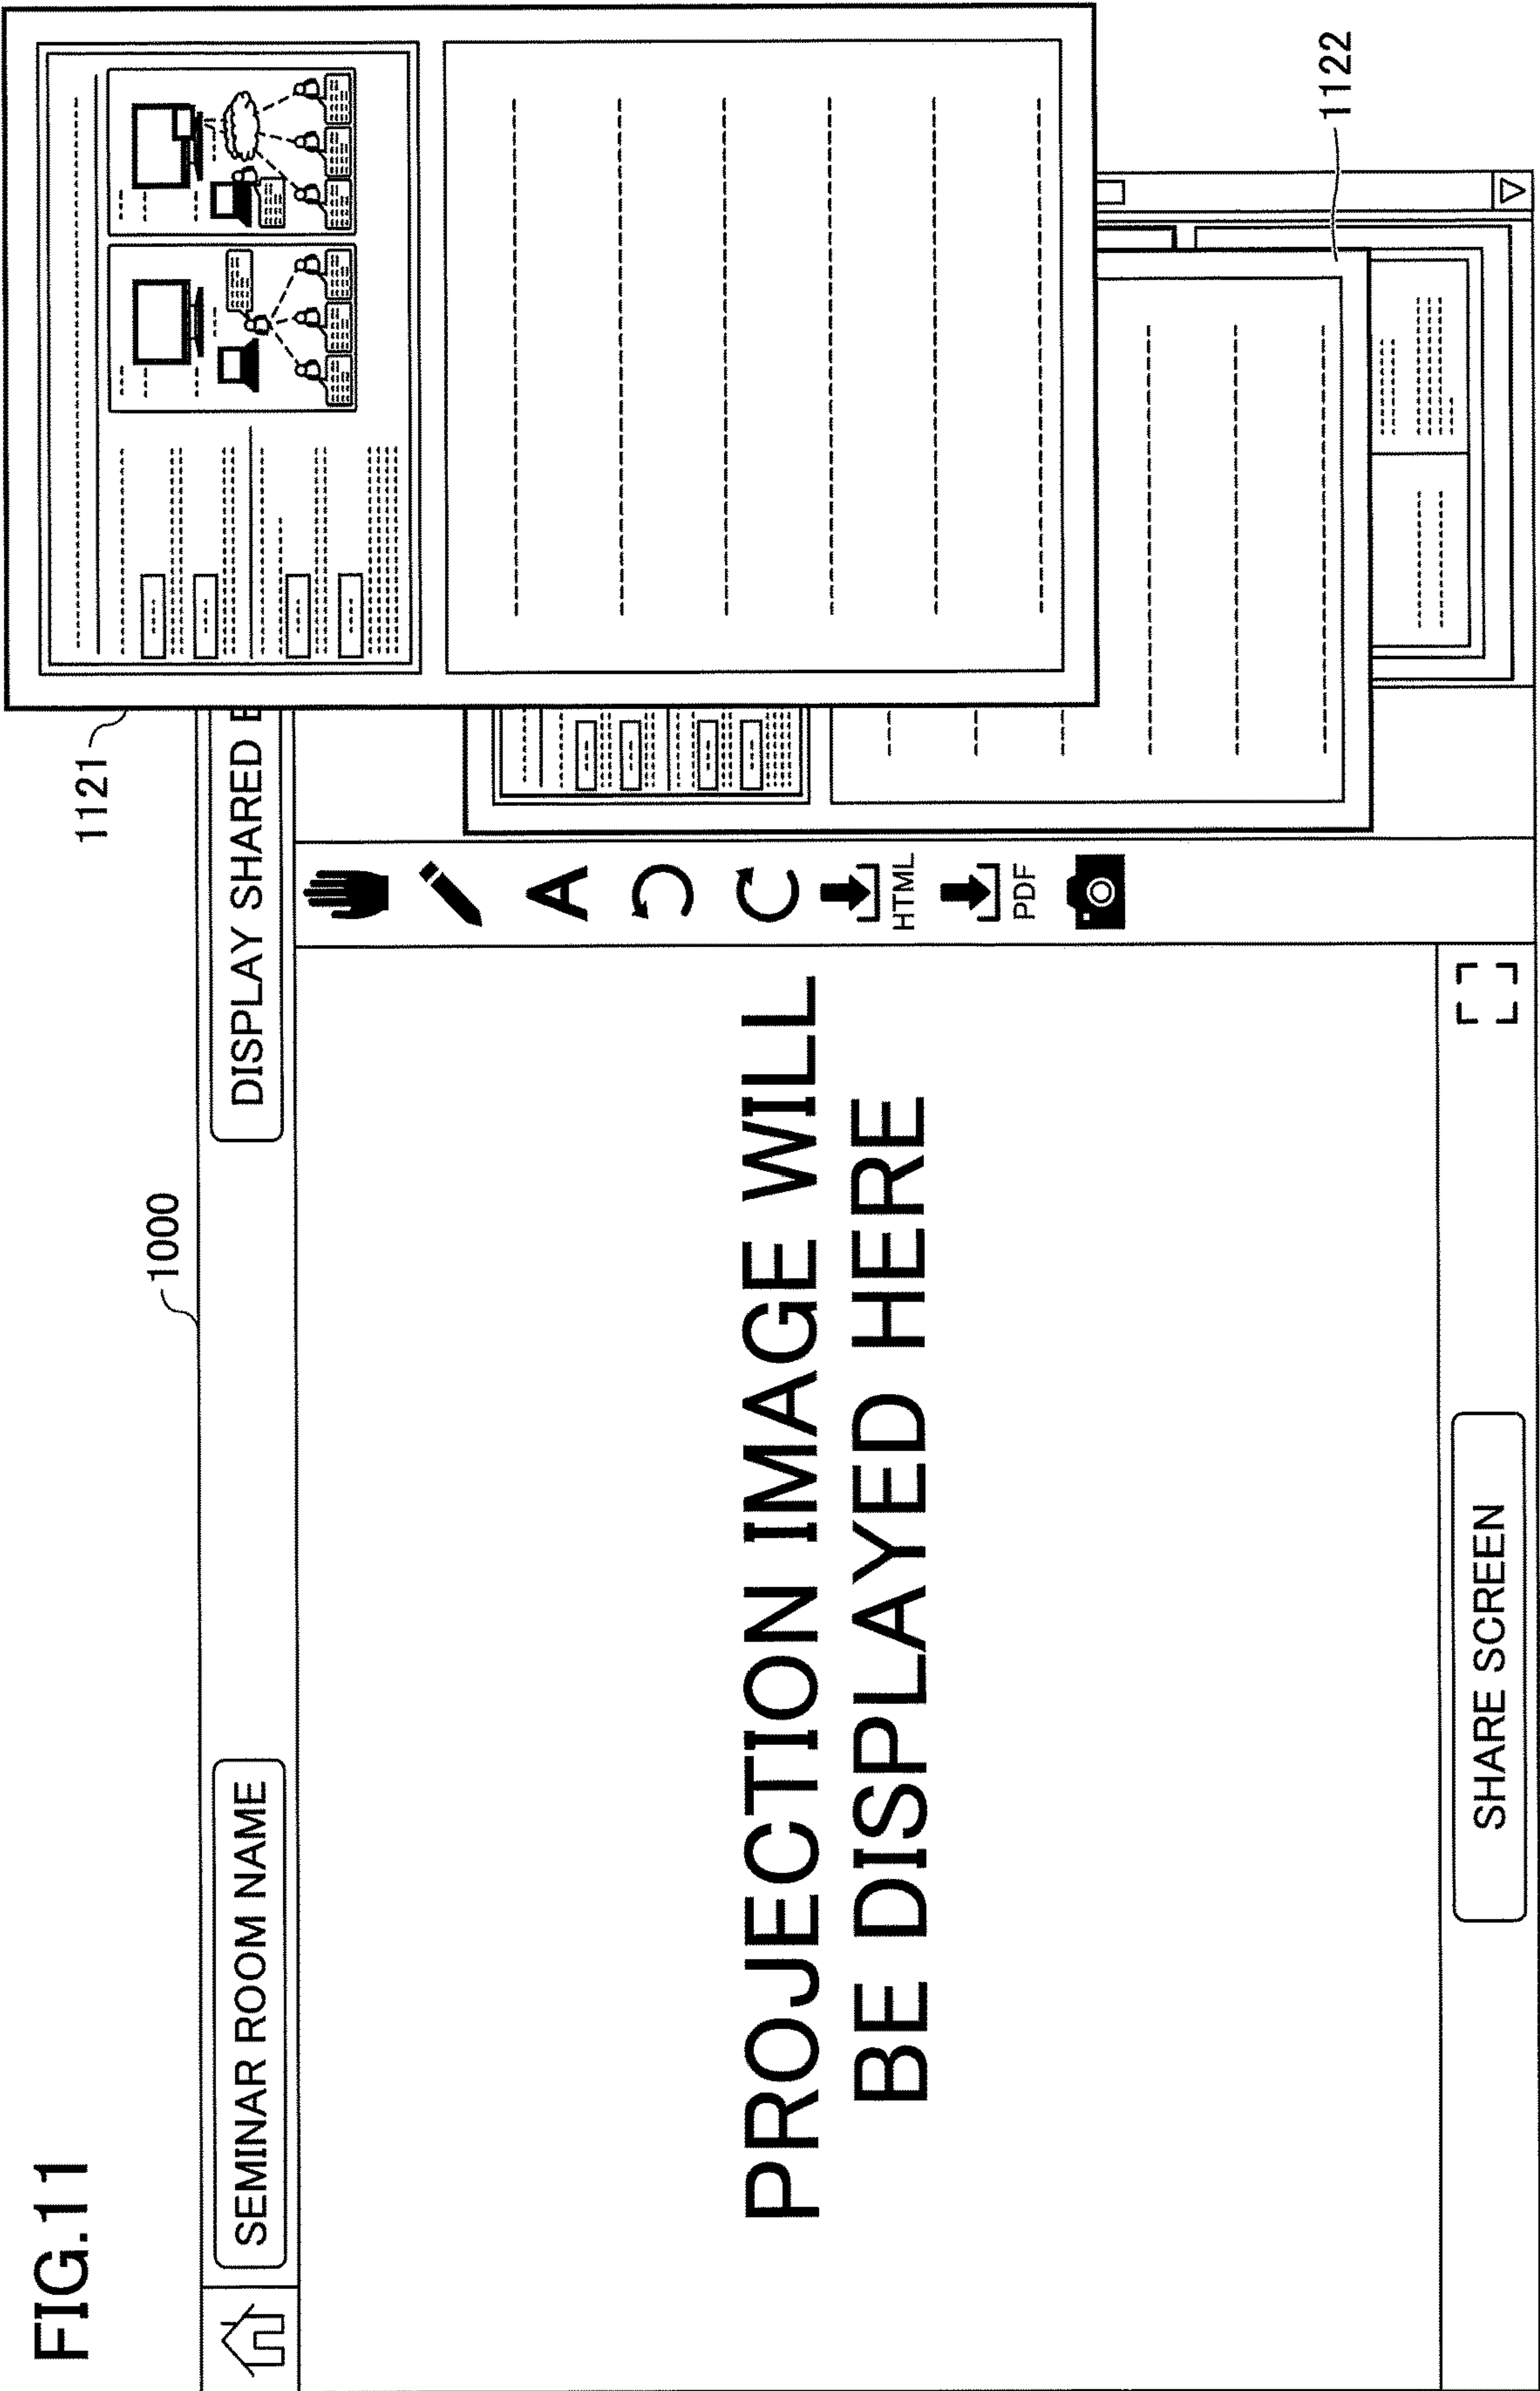 FIG.11
1000
1121
1122
SEMINAR ROOM NAME
DISPLAY SHARED
PROJECTION IMAGE WILL
BE DISPLAYED HERE
A
HTML
PDF
SHARE SCREEN